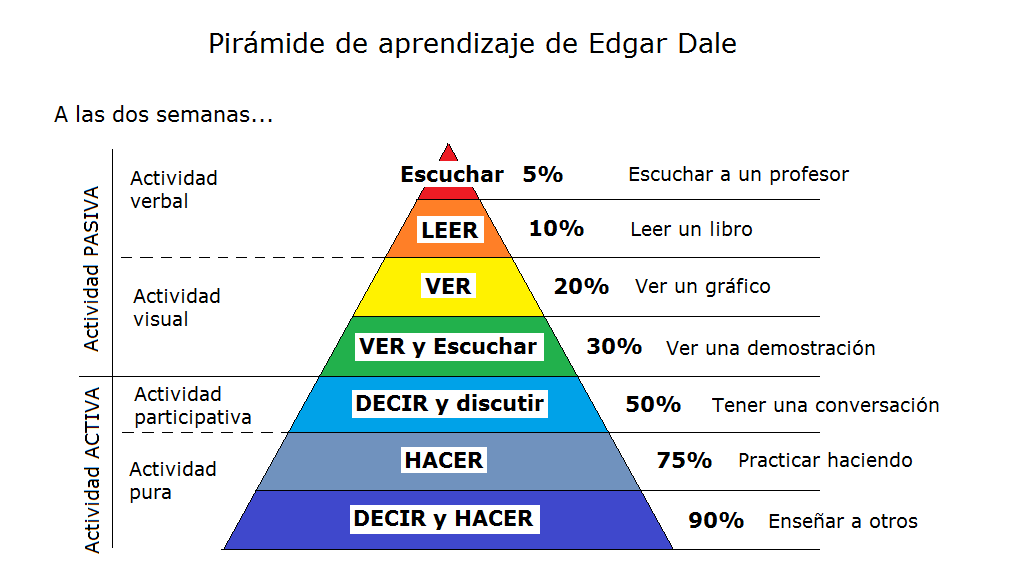 Pirámide de aprendizaje de Edgar Dale
A las dos semanas...
Actividad PASIVA
Actividad
verbal
Escuchar 5% Escuchar a un profesor
LEER 10% Leer un libro
Actividad
visual
VER 20% Ver un gráfico
VER y Escuchar 30% Ver una demostración
Actividad ACTIVA
Actividad
participativa
DECIR y discutir 50% Tener una conversación
Actividad
pura
HACER 75% Practicar haciendo
DECIR y HACER 90% Enseñar a otros